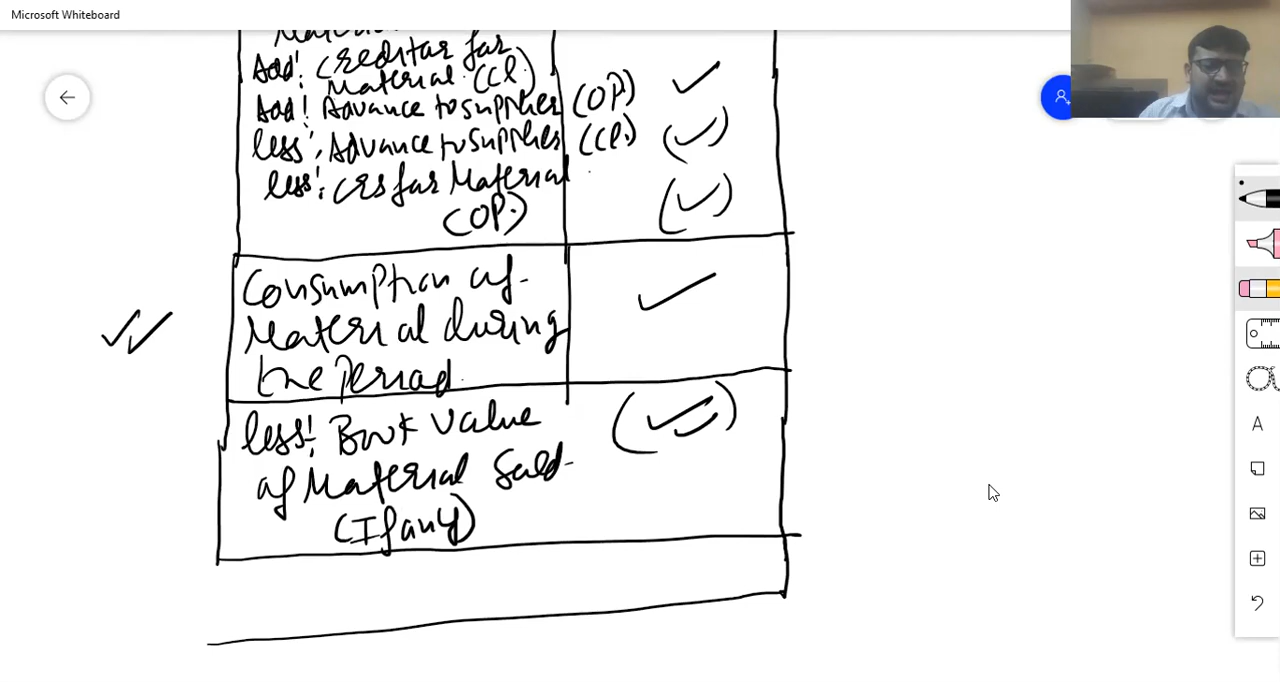 Microsoft Whiteboard
Add: Creditor for
Material (Cl)
Add: Advance to supplier (OP) ✓
less: Advance to supplier (Cl.) (✓)
less: CRS for Material
(OP.) (✓)
Consumption of ✓
Material during
the Period.
less: Book Value (✓)
of Material Sold
(If any)
A